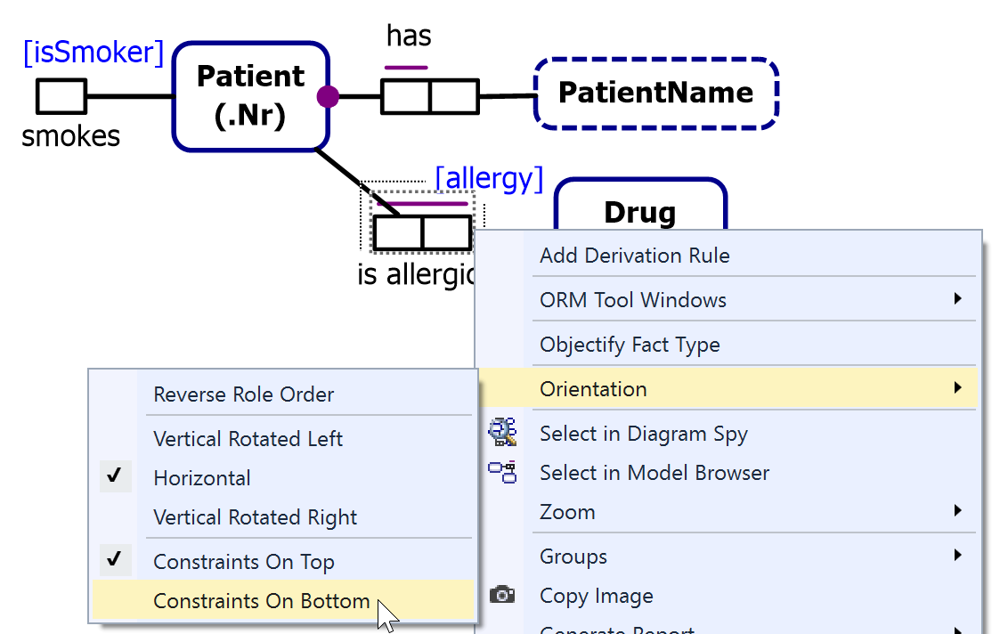 has
[isSmoker]
Patient
(.Nr)
PatientName
smokes
[allergy]
Drug
is allergic
Add Derivation Rule
ORM Tool Windows
Objectify Fact Type
Orientation
Select in Diagram Spy
Select in Model Browser
Zoom
Groups
Copy Image
Generate Report
Reverse Role Order
Vertical Rotated Left
Horizontal
Vertical Rotated Right
Constraints On Top
Constraints On Bottom